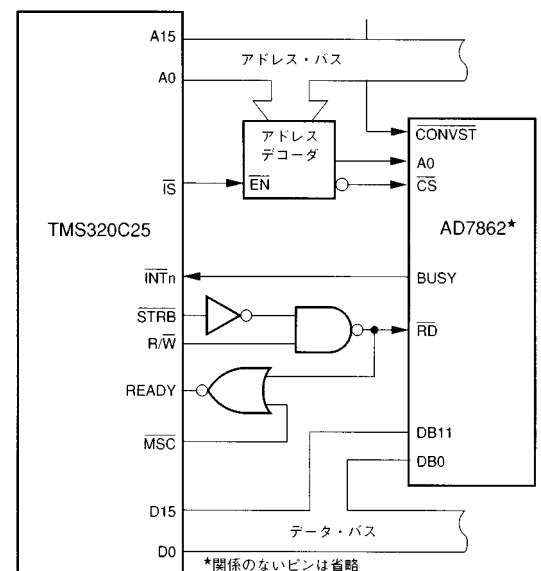 A15
アドレス・バス
A0
アドレス
デコーダ
CONVST
A0
IS
EN
CS
TMS320C25
AD7862★
INTn
BUSY
STRB
R/W
RD
READY
MSC
DB11
DB0
D15
データ・バス
D0
★関係のないピンは省略